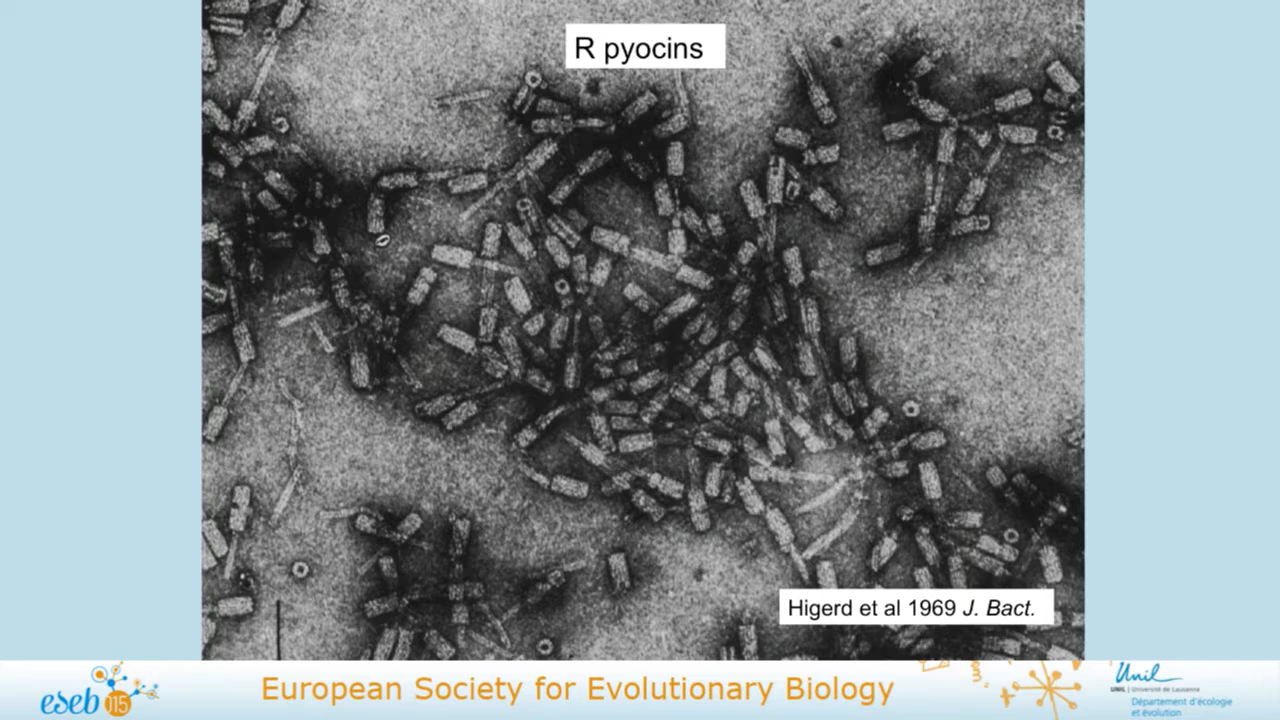 R pyocins
Higerd et al 1969 J. Bact.
eseb 115
European Society for Evolutionary Biology
Unil
UNIL | Université de Lausanne
Département d'écologie
et évolution